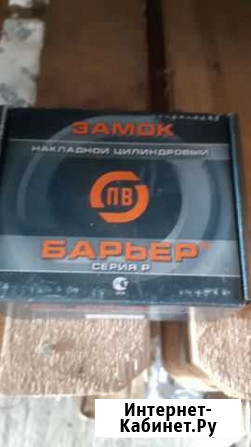 ЗАМОК
НАКЛАДНОЙ ЦИЛИНДРОВЫЙ
ПВ
БАРЬЕР®
СЕРИЯ Р
Интернет-
Кабинет.Ру